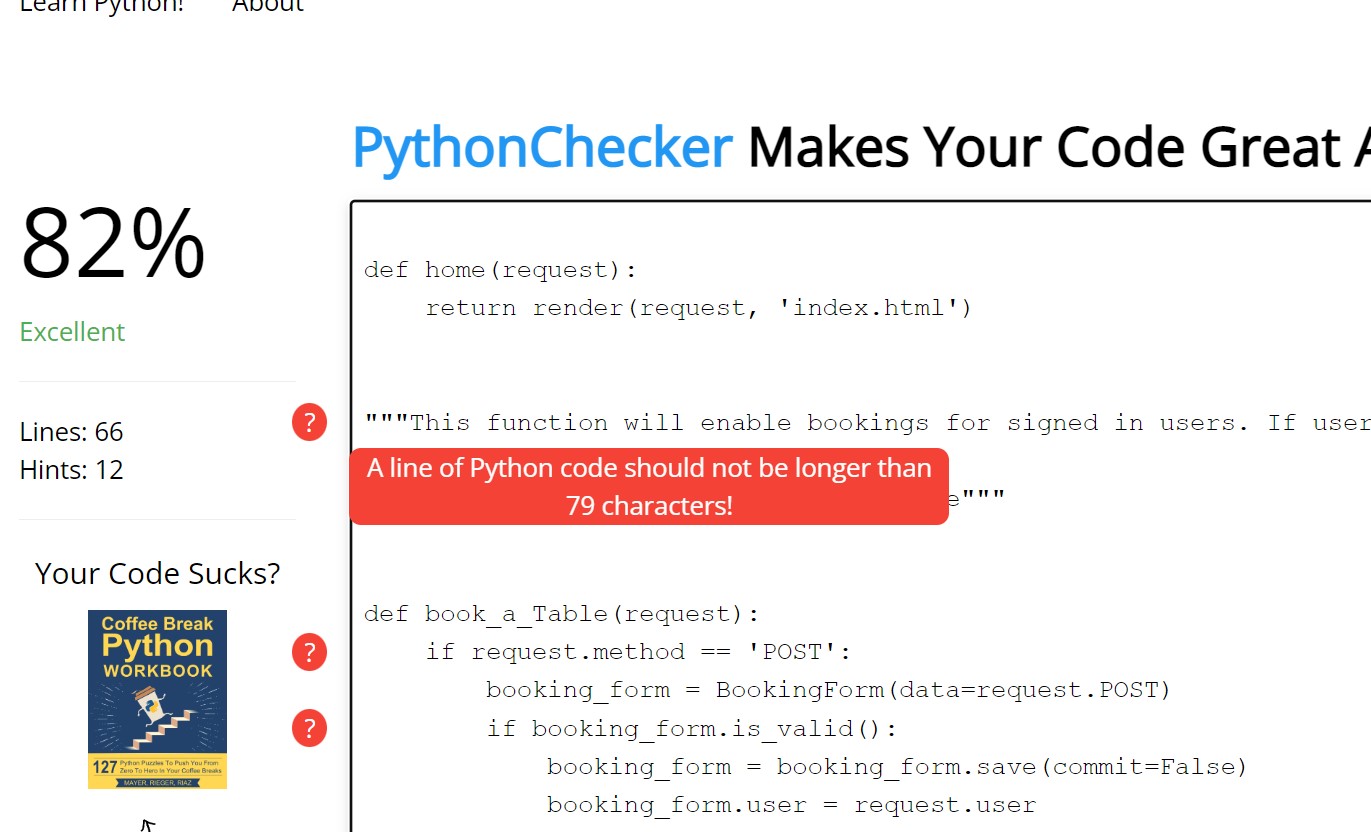 Learn Python! About
PythonChecker Makes Your Code Great
82%
Excellent
Lines: 66
Hints: 12
Your Code Sucks?
Coffee Break
Python
WORKBOOK
127 Python Puzzles To Push You From
Zero To Hero in Your Coffee Breaks
MAYER, RIEGER, RIAZ
?
?
?
def home(request):
    return render(request, 'index.html')
"""This function will enable bookings for signed in users. If user
A line of Python code should not be longer than
79 characters!
e"""
def book_a_Table(request):
    if request.method == 'POST':
        booking_form = BookingForm(data=request.POST)
        if booking_form.is_valid():
            booking_form = booking_form.save(commit=False)
            booking_form.user = request.user